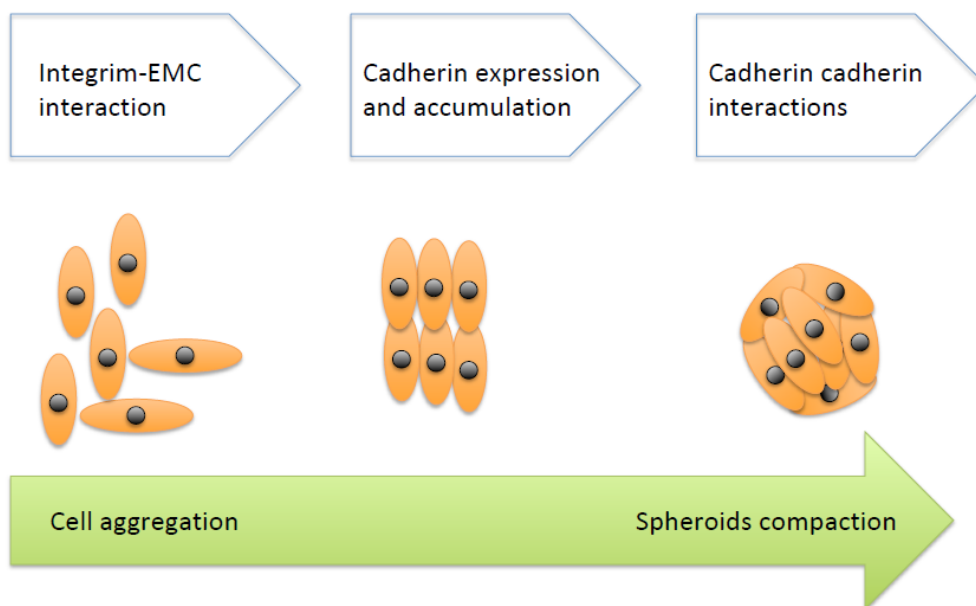 Integrim-EMC
interaction
Cadherin expression
and accumulation
Cadherin cadherin
interactions
Cell aggregation
Spheroids compaction